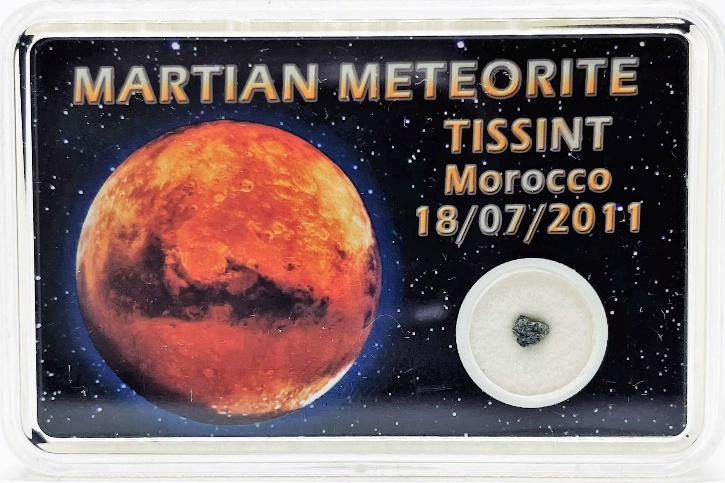 MARTIAN METEORITE
TISSINT
Morocco
18/07/2011